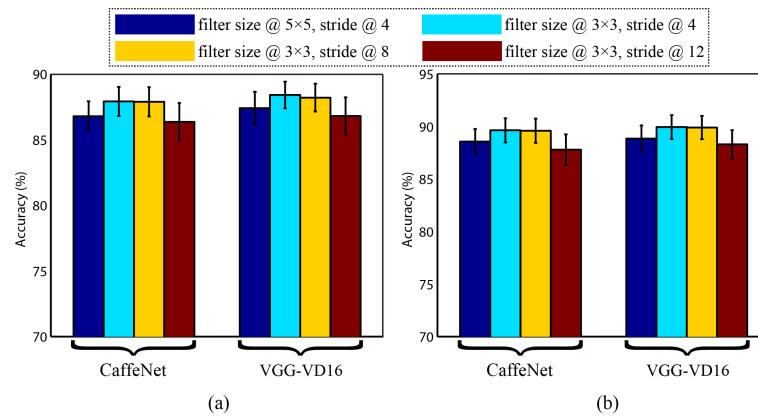 filter size @ 5×5, stride @ 4
filter size @ 3×3, stride @ 4
filter size @ 3×3, stride @ 8
filter size @ 3×3, stride @ 12
90
85
80
75
70
Accuracy (%)
CaffeNet
VGG-VD16
(a)
95
90
85
80
75
70
Accuracy (%)
CaffeNet
VGG-VD16
(b)